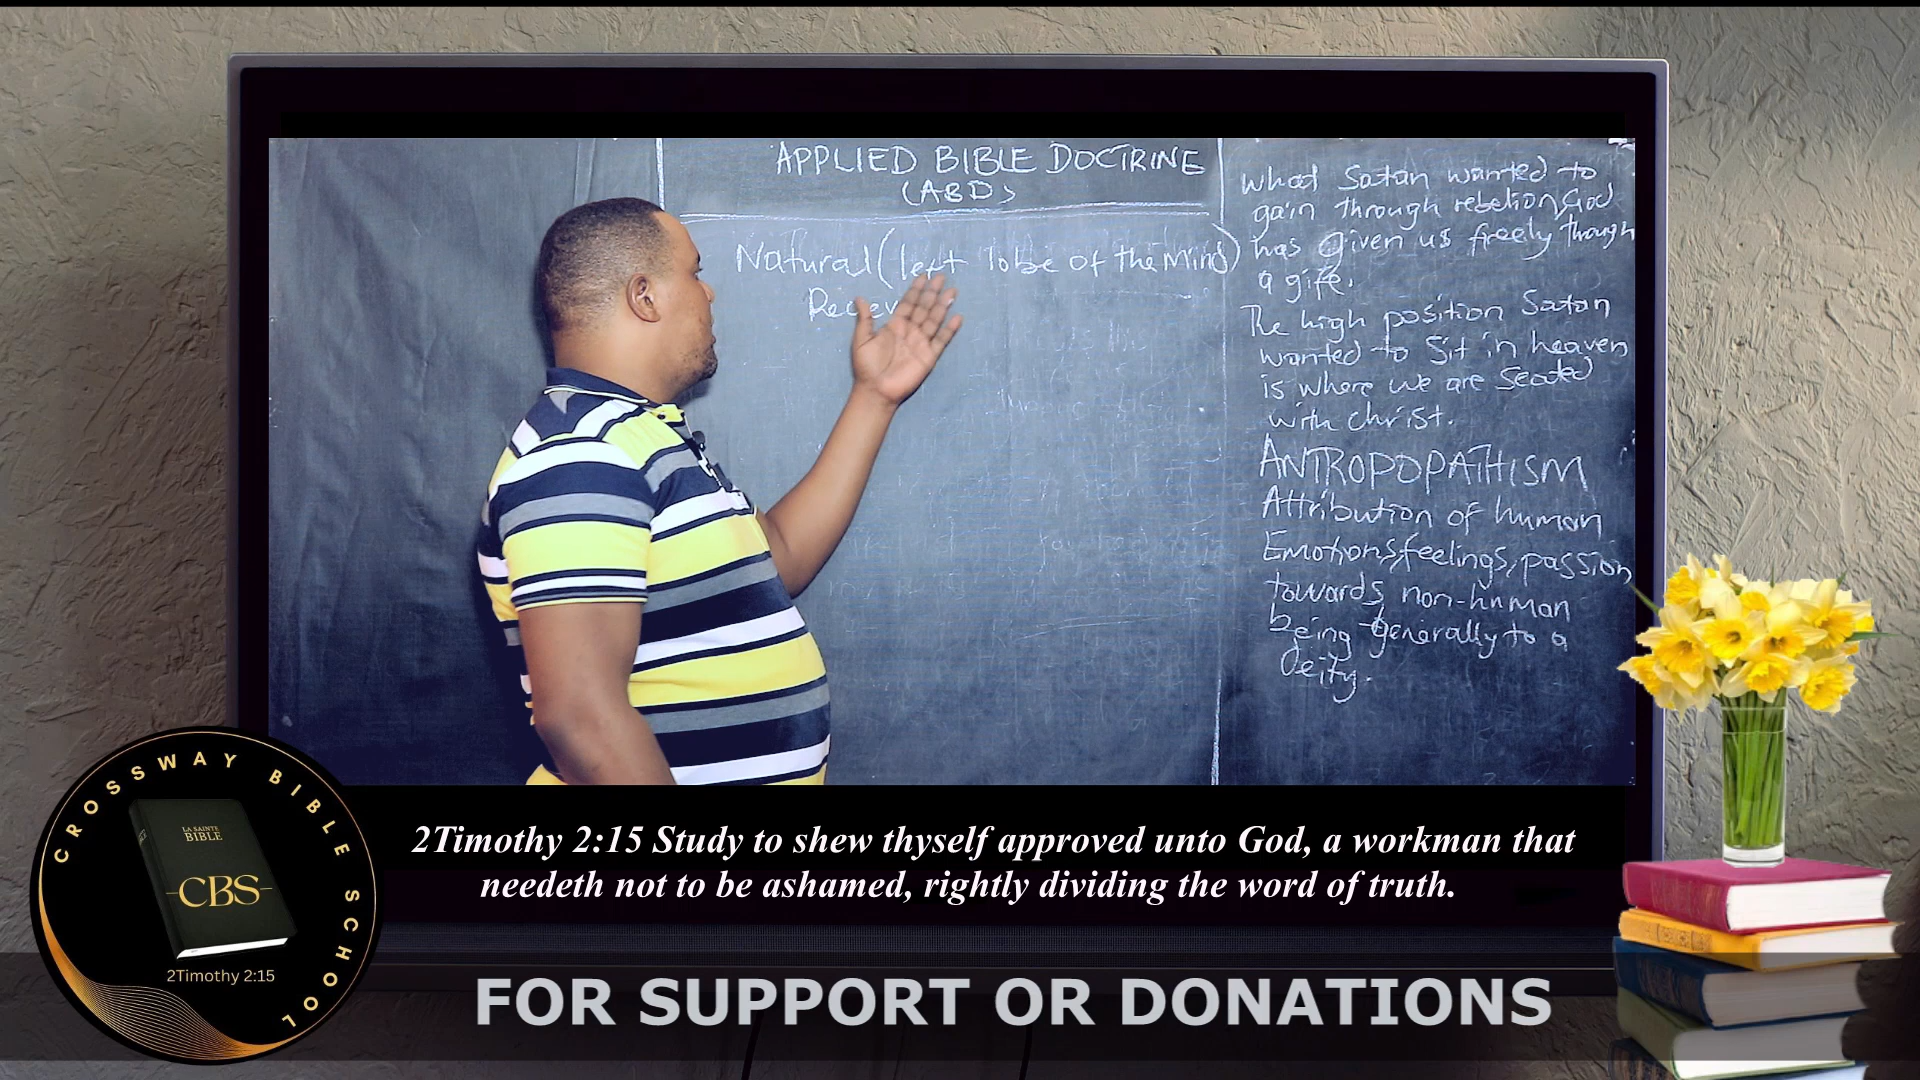 APPLIED BIBLE DOCTRINE
(ABD)
Natural (left lobe of the Mind)
Reciev
what Satan wanted to
gain through rebelion, God
has given us freely through
a gift.
The high position Satan
wanted to sit in heaven
is where we are seated
with christ.
ANTROPOPATHISM
Attribution of human
Emotions, feelings, passion
towards non-human
being generally to a
Deity.
CROSSWAY BIBLE SCHOOL
LA SAINTE
BIBLE
CBS
2Timothy 2:15
2Timothy 2:15 Study to shew thyself approved unto God, a workman that
needeth not to be ashamed, rightly dividing the word of truth.
FOR SUPPORT OR DONATIONS